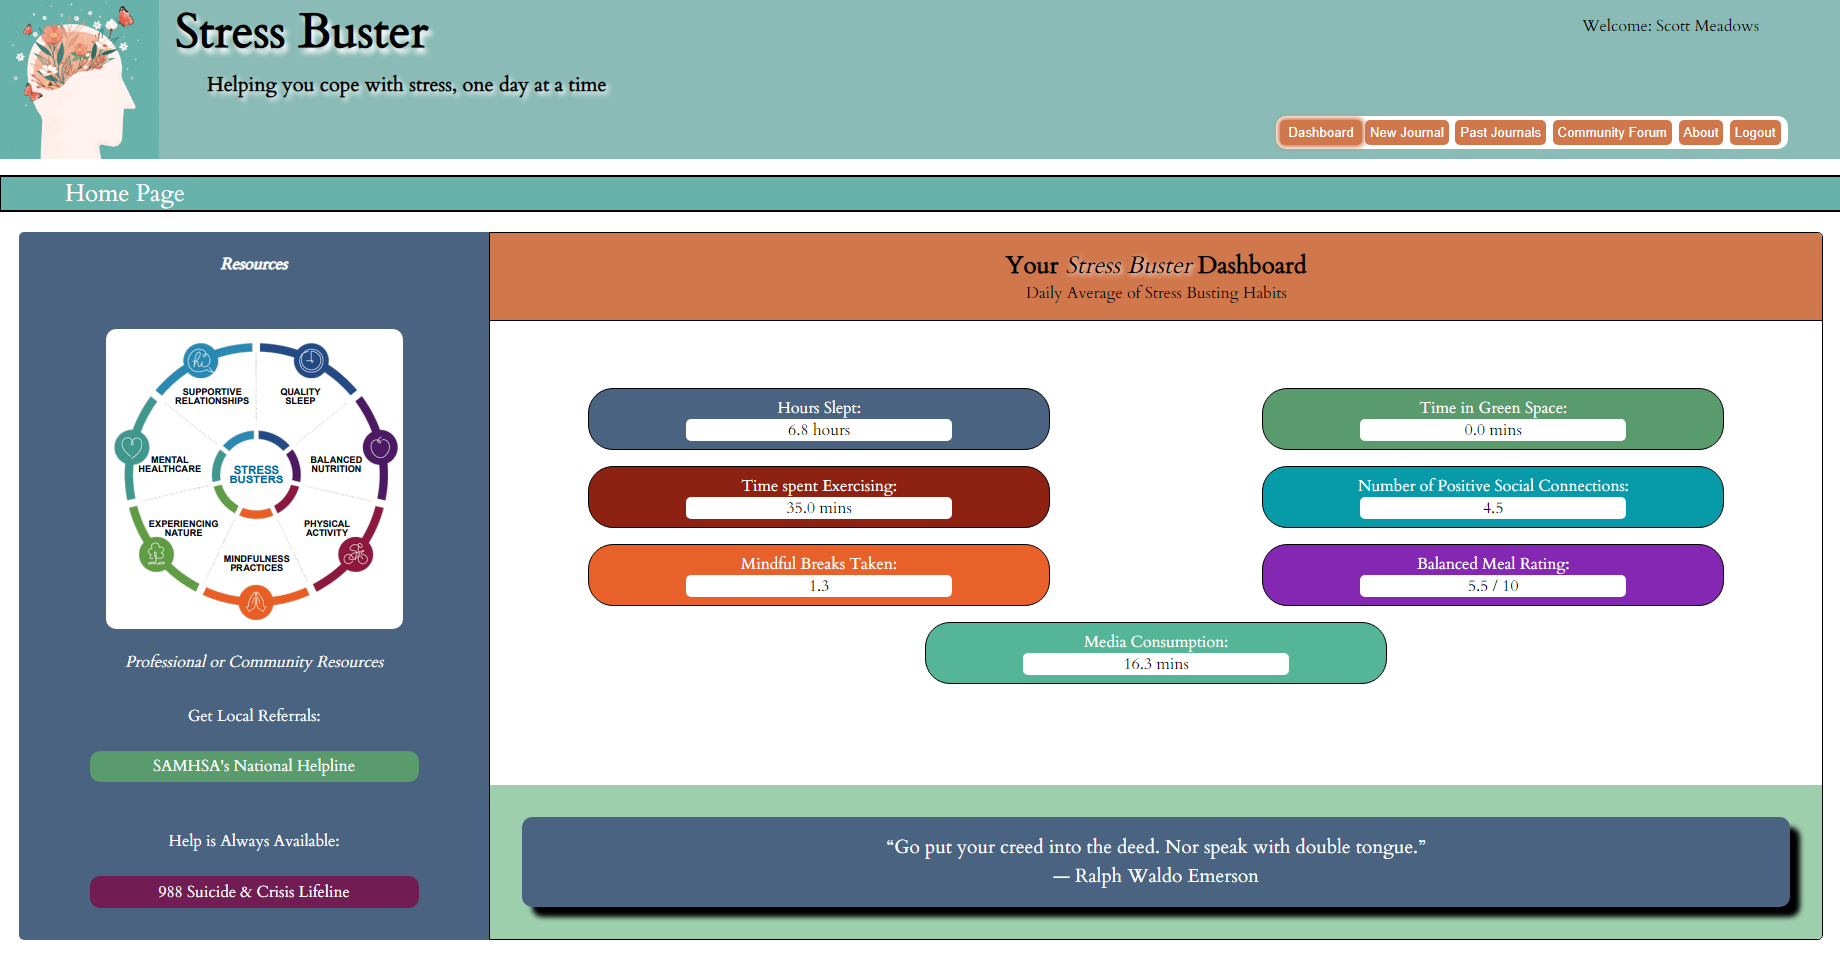 Stress Buster
Helping you cope with stress, one day at a time
Welcome: Scott Meadows
Dashboard
New Journal
Past Journals
Community Forum
About
Logout
Home Page
Resources
hi
SUPPORTIVE
RELATIONSHIPS
QUALITY
SLEEP
MENTAL
HEALTHCARE
STRESS
BUSTERS
BALANCED
NUTRITION
EXPERIENCING
NATURE
PHYSICAL
ACTIVITY
MINDFULNESS
PRACTICES
Professional or Community Resources
Get Local Referrals:
SAMHSA's National Helpline
Help is Always Available:
988 Suicide & Crisis Lifeline
Your Stress Buster Dashboard
Daily Average of Stress Busting Habits
Hours Slept:
6.8 hours
Time in Green Space:
0.0 mins
Time spent Exercising:
35.0 mins
Number of Positive Social Connections:
4.5
Mindful Breaks Taken:
1.3
Balanced Meal Rating:
5.5 / 10
Media Consumption:
16.3 mins
“Go put your creed into the deed. Nor speak with double tongue.”
— Ralph Waldo Emerson